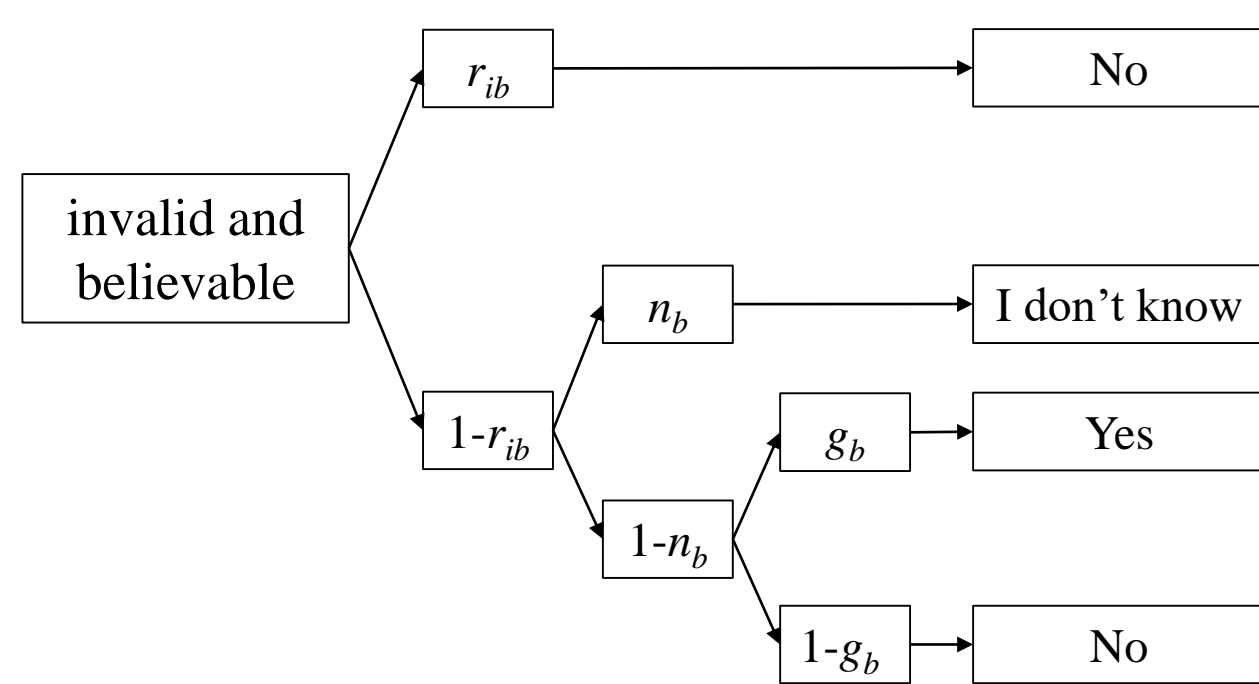 r_ib
No
invalid and
believable
n_b
I don’t know
1-r_ib
g_b
Yes
1-n_b
1-g_b
No